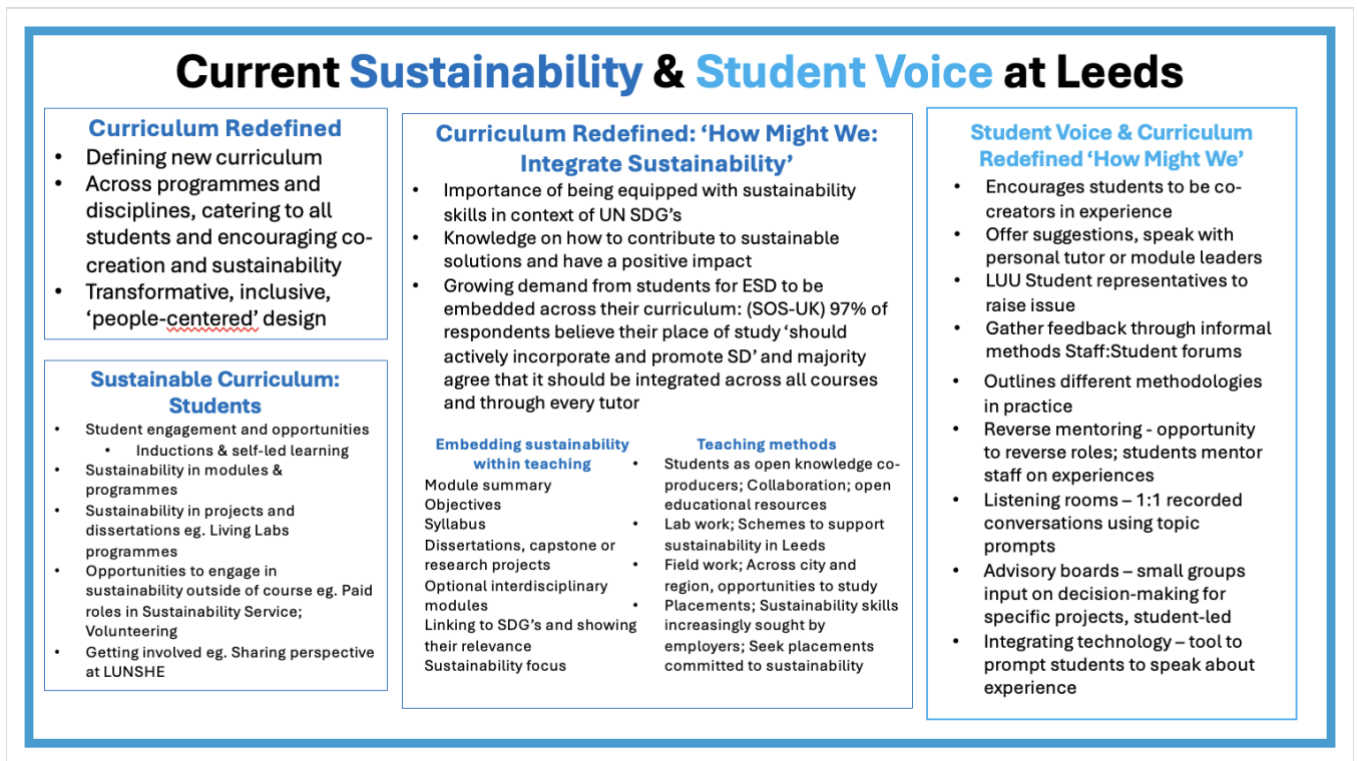 Current Sustainability & Student Voice at Leeds
Curriculum Redefined
• Defining new curriculum
• Across programmes and
disciplines, catering to all
students and encouraging co-
creation and sustainability
• Transformative, inclusive,
‘people-centered’ design
Sustainable Curriculum:
Students
• Student engagement and opportunities
• Inductions & self-led learning
• Sustainability in modules &
programmes
• Sustainability in projects and
dissertations eg. Living Labs
programmes
• Opportunities to engage in
sustainability outside of course eg. Paid
roles in Sustainability Service;
Volunteering
• Getting involved eg. Sharing perspective
at LUNSHE
Curriculum Redefined: ‘How Might We:
Integrate Sustainability’
• Importance of being equipped with sustainability
skills in context of UN SDG’s
• Knowledge on how to contribute to sustainable
solutions and have a positive impact
• Growing demand from students for ESD to be
embedded across their curriculum: (SOS-UK) 97% of
respondents believe their place of study ‘should
actively incorporate and promote SD’ and majority
agree that it should be integrated across all courses
and through every tutor
Embedding sustainability
within teaching
Module summary
Objectives
Syllabus
Dissertations, capstone or
research projects
Optional interdisciplinary
modules
Linking to SDG’s and showing
their relevance
Sustainability focus
Teaching methods
• Students as open knowledge co-
producers; Collaboration; open
educational resources
• Lab work; Schemes to support
sustainability in Leeds
• Field work; Across city and
region, opportunities to study
• Placements; Sustainability skills
increasingly sought by
employers; Seek placements
committed to sustainability
Student Voice & Curriculum
Redefined ‘How Might We’
• Encourages students to be co-
creators in experience
• Offer suggestions, speak with
personal tutor or module leaders
• LUU Student representatives to
raise issue
• Gather feedback through informal
methods Staff:Student forums
• Outlines different methodologies
in practice
• Reverse mentoring - opportunity
to reverse roles; students mentor
staff on experiences
• Listening rooms – 1:1 recorded
conversations using topic
prompts
• Advisory boards – small groups
input on decision-making for
specific projects, student-led
• Integrating technology – tool to
prompt students to speak about
experience